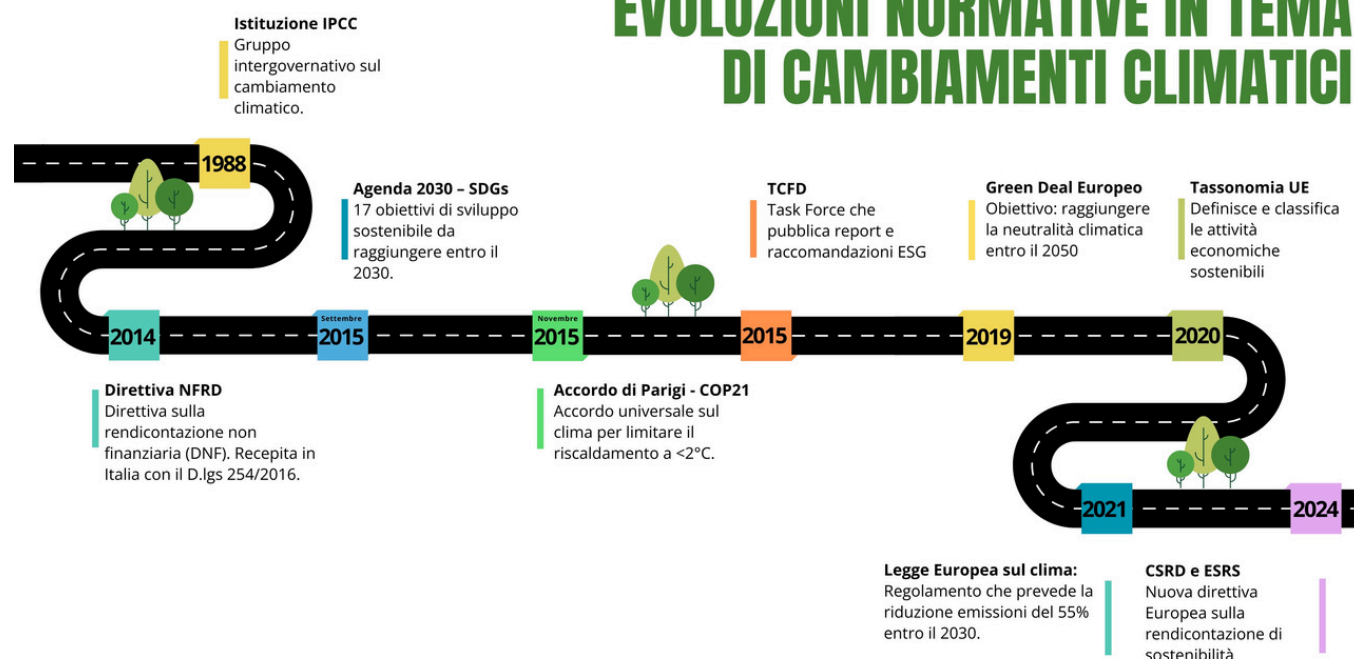 EVOLUZIONI NORMATIVE IN TEMA
DI CAMBIAMENTI CLIMATICI
Istituzione IPCC
Gruppo
intergovernativo sul
cambiamento
climatico.
1988
Agenda 2030 – SDGs
17 obiettivi di sviluppo
sostenibile da
raggiungere entro il
2030.
TCFD
Task Force che
pubblica report e
raccomandazioni ESG
Green Deal Europeo
Obiettivo: raggiungere
la neutralità climatica
entro il 2050
Tassonomia UE
Definisce e classifica
le attività
economiche
sostenibili
2014
Settembre
2015
Novembre
2015
2015
2019
2020
Direttiva NFRD
Direttiva sulla
rendicontazione non
finanziaria (DNF). Recepita in
Italia con il D.lgs 254/2016.
Accordo di Parigi - COP21
Accordo universale sul
clima per limitare il
riscaldamento a <2°C.
2021
2024
Legge Europea sul clima:
Regolamento che prevede la
riduzione emissioni del 55%
entro il 2030.
CSRD e ESRS
Nuova direttiva
Europea sulla
rendicontazione di
sostenibilità